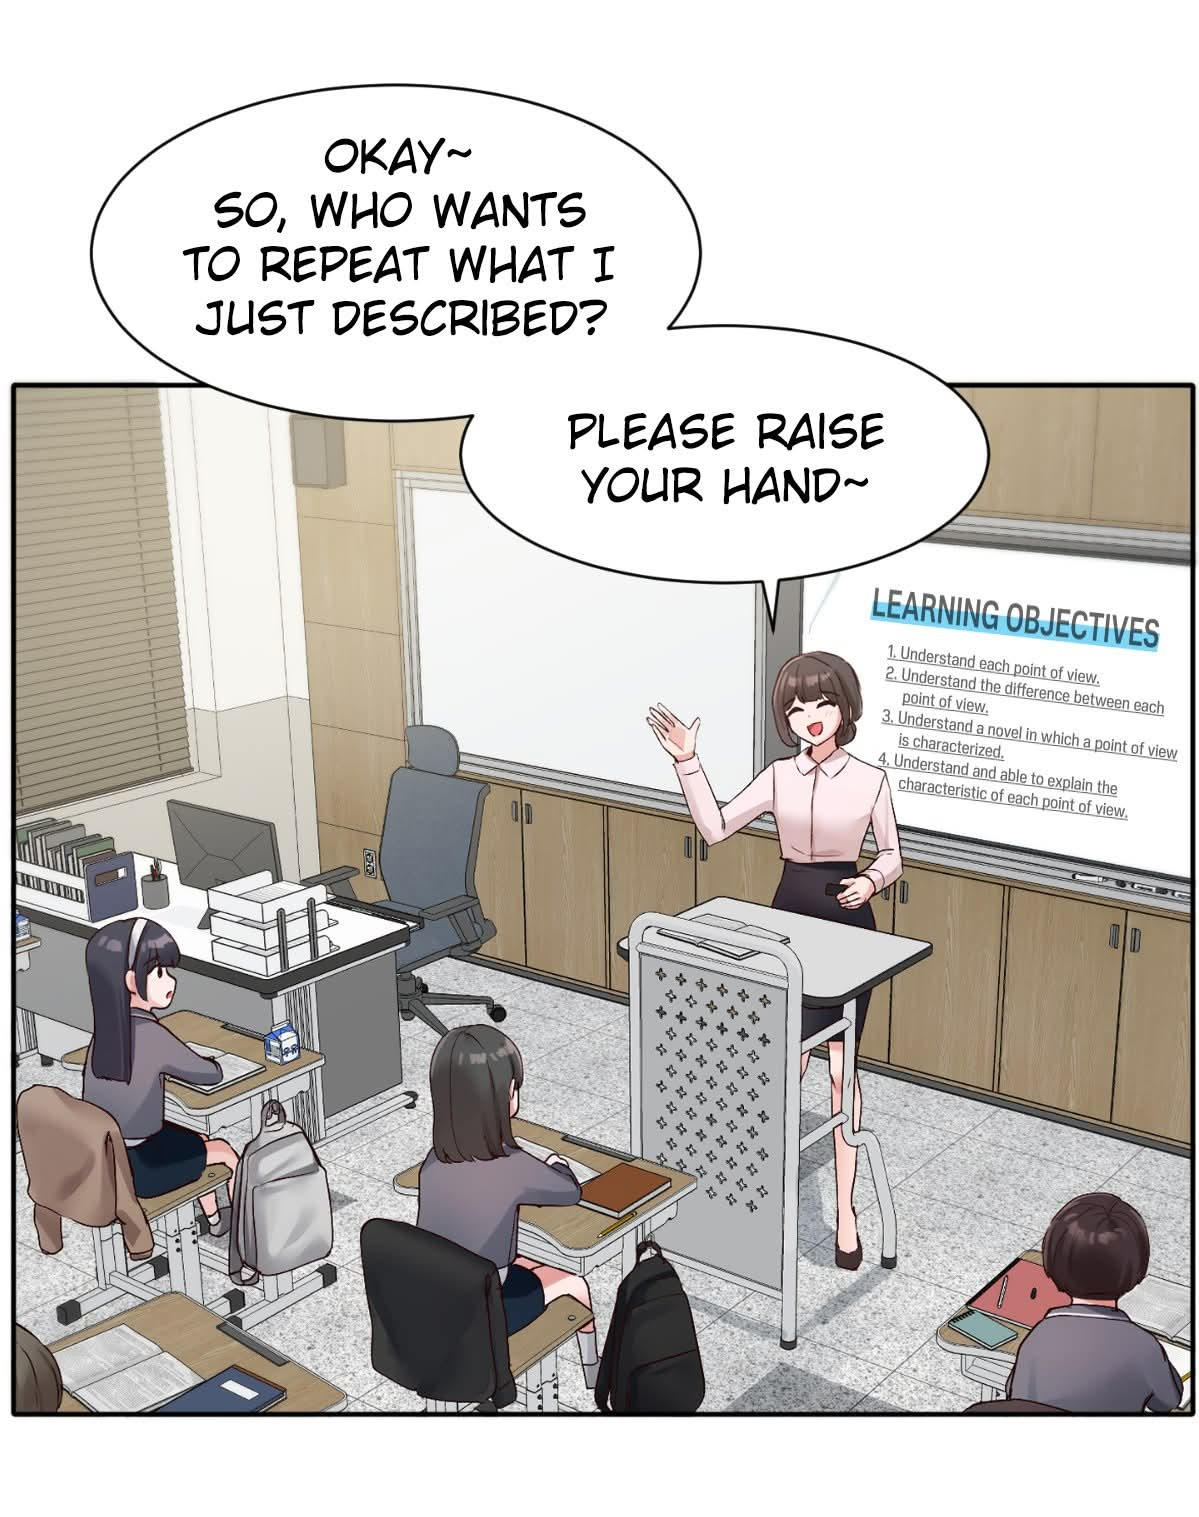 OKAY~
SO, WHO WANTS
TO REPEAT WHAT I
JUST DESCRIBED?
PLEASE RAISE
YOUR HAND~
LEARNING OBJECTIVES
1. Understand each point of view.
2. Understand the difference between each
point of view.
3. Understand a novel in which a point of view
is characterized.
4. Understand and able to explain the
characteristic of each point of view.